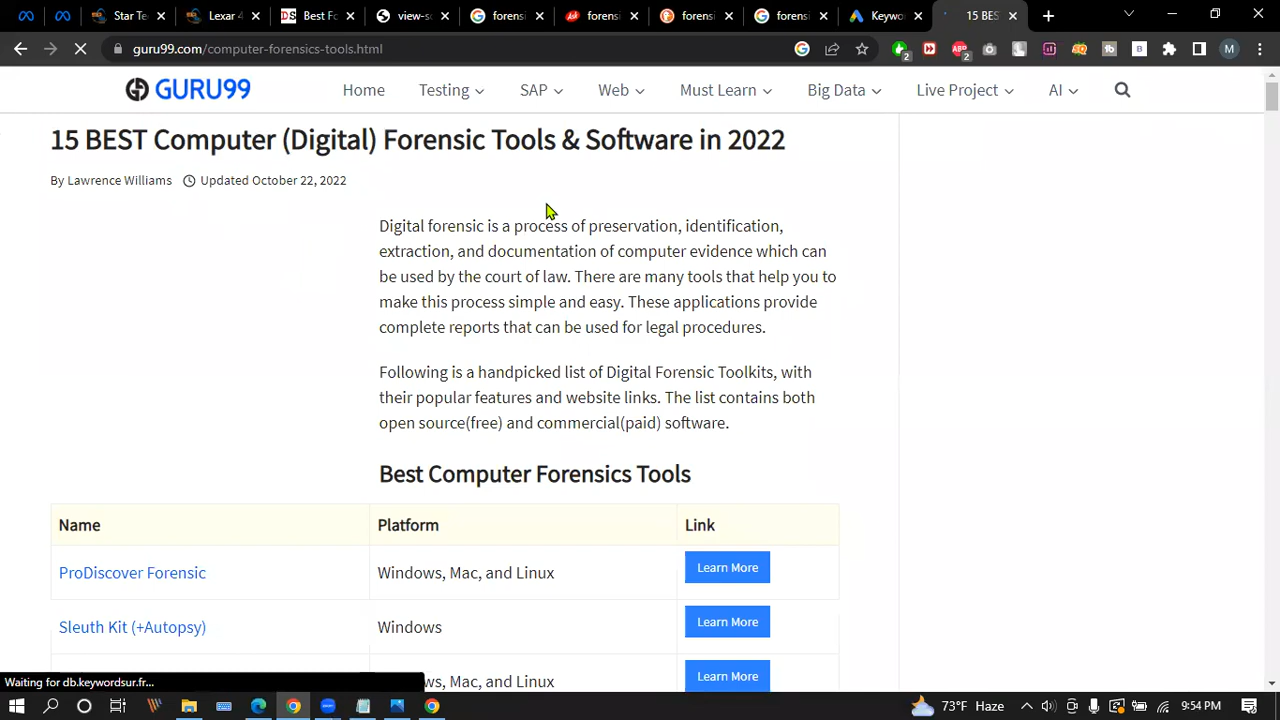 Star Te
Lexar 4
DS Best Fo
view-so
forensi
forensi
forensi
forensi
Keywo
15 BES
guru99.com/computer-forensics-tools.html
2
ABP
2
M
GURU99
Home
Testing
SAP
Web
Must Learn
Big Data
Live Project
AI
15 BEST Computer (Digital) Forensic Tools & Software in 2022
By Lawrence Williams Updated October 22, 2022
Digital forensic is a process of preservation, identification,
extraction, and documentation of computer evidence which can
be used by the court of law. There are many tools that help you to
make this process simple and easy. These applications provide
complete reports that can be used for legal procedures.
Following is a handpicked list of Digital Forensic Toolkits, with
their popular features and website links. The list contains both
open source(free) and commercial(paid) software.
Best Computer Forensics Tools
Name Platform Link
ProDiscover Forensic Windows, Mac, and Linux Learn More
Sleuth Kit (+Autopsy) Windows Learn More
ws, Mac, and Linux Learn More
Waiting for db.keywordsur.fr...
73°F Haze
9:54 PM